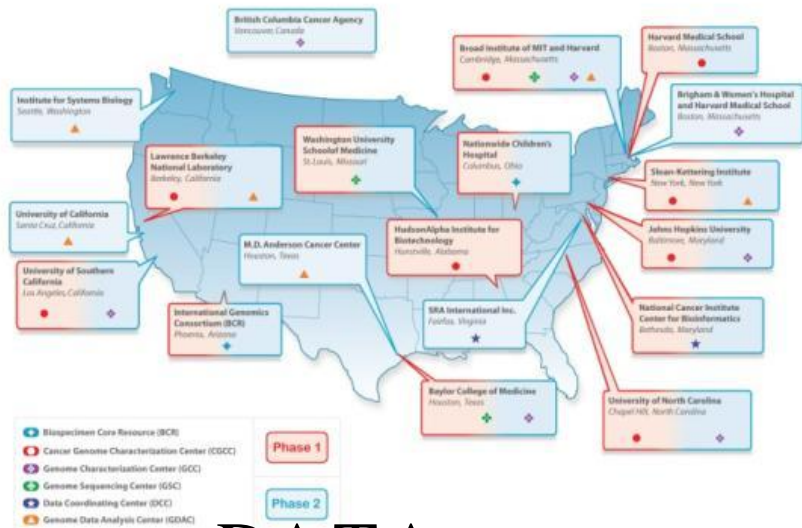 British Columbia Cancer Agency
Vancouver, Canada
Broad Institute of MIT and Harvard
Cambridge, Massachusetts
Harvard Medical School
Boston, Massachusetts
Institute for Systems Biology
Seattle, Washington
Brigham & Women's Hospital
and Harvard Medical School
Boston, Massachusetts
Lawrence Berkeley
National Laboratory
Berkeley, California
Washington University
School of Medicine
St. Louis, Missouri
Nationwide Children's
Hospital
Columbus, Ohio
Sloan-Kettering Institute
New York, New York
University of California
Santa Cruz, California
M.D. Anderson Cancer Center
Houston, Texas
HudsonAlpha Institute for
Biotechnology
Huntsville, Alabama
Johns Hopkins University
Baltimore, Maryland
University of Southern
California
Los Angeles, California
International Genomics
Consortium (BCR)
Phoenix, Arizona
SRA International Inc.
Fairfax, Virginia
National Cancer Institute
Center for Bioinformatics
Bethesda, Maryland
Baylor College of Medicine
Houston, Texas
University of North Carolina
Chapel Hill, North Carolina
Biospecimen Core Resource (BCR)
Cancer Genome Characterization Center (CGCC)
Genome Characterization Center (GCC)
Genome Sequencing Center (GSC)
Data Coordinating Center (DCC)
Genome Data Analysis Center (GDAC)
Phase 1
Phase 2